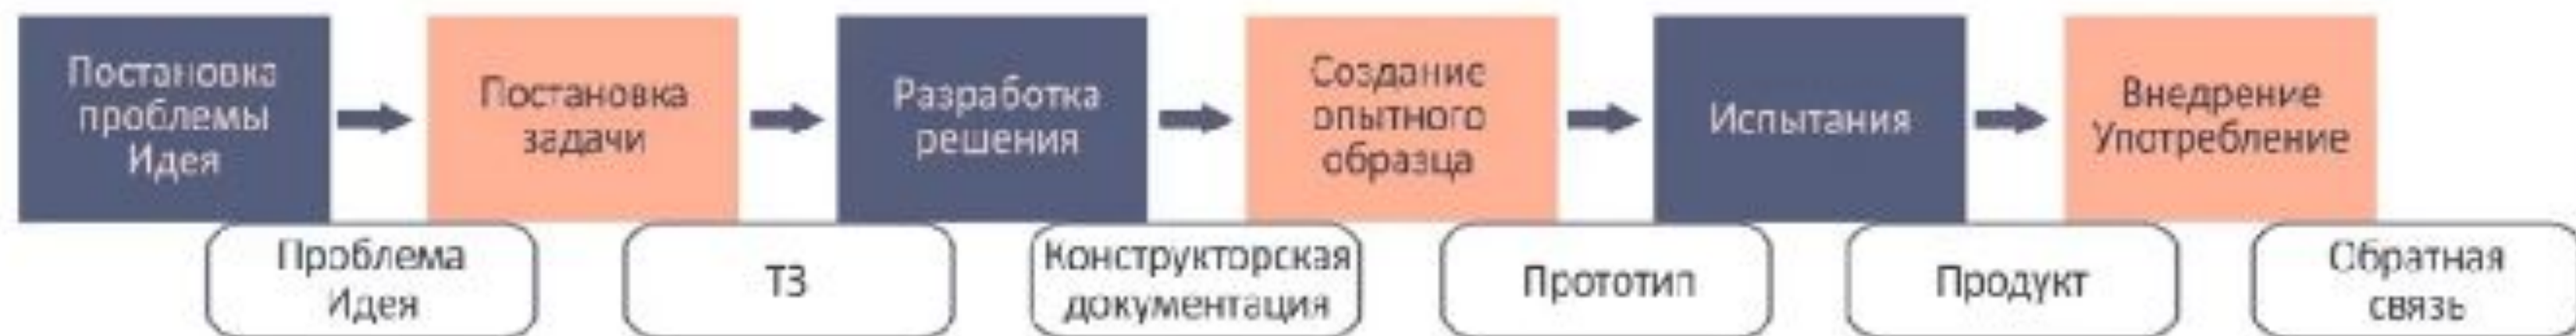 Постановка
проблемы
Идея
Постановка
задачи
Разработка
решения
Создание
опытного
образца
Испытания
Внедрение
Употребление
Проблема
Идея
ТЗ
Конструкторская
документация
Прототип
Продукт
Обратная
связь